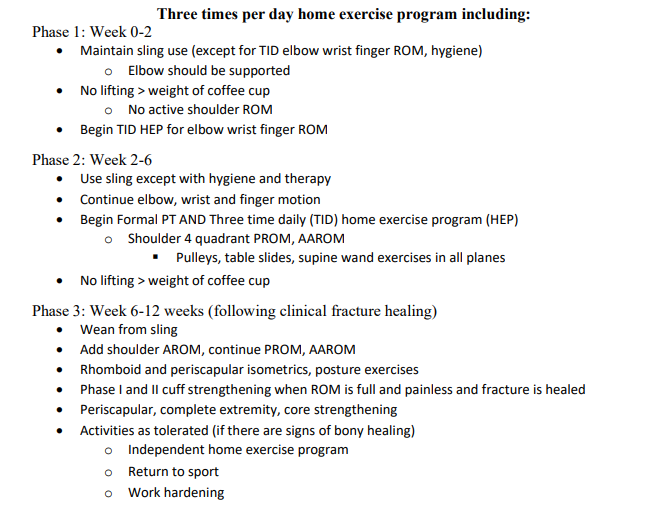 Three times per day home exercise program including:
Phase 1: Week 0-2
• Maintain sling use (except for TID elbow wrist finger ROM, hygiene)
o Elbow should be supported
• No lifting > weight of coffee cup
o No active shoulder ROM
• Begin TID HEP for elbow wrist finger ROM
Phase 2: Week 2-6
• Use sling except with hygiene and therapy
• Continue elbow, wrist and finger motion
• Begin Formal PT AND Three time daily (TID) home exercise program (HEP)
o Shoulder 4 quadrant PROM, AAROM
▪ Pulleys, table slides, supine wand exercises in all planes
• No lifting > weight of coffee cup
Phase 3: Week 6-12 weeks (following clinical fracture healing)
• Wean from sling
• Add shoulder AROM, continue PROM, AAROM
• Rhomboid and periscapular isometrics, posture exercises
• Phase I and II cuff strengthening when ROM is full and painless and fracture is healed
• Periscapular, complete extremity, core strengthening
• Activities as tolerated (if there are signs of bony healing)
o Independent home exercise program
o Return to sport
o Work hardening